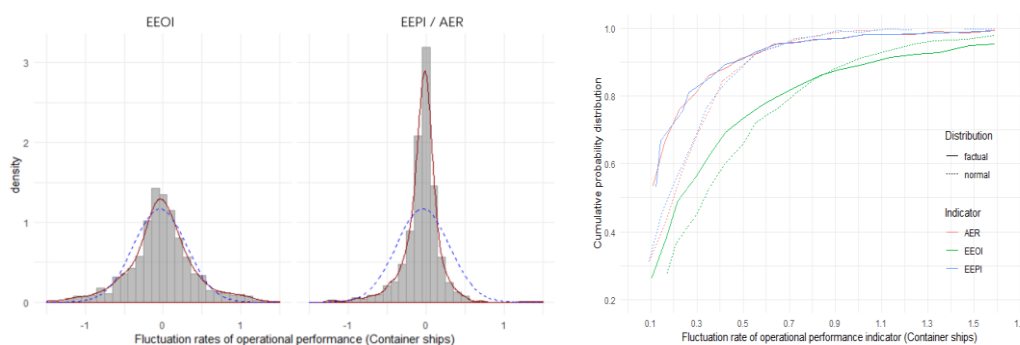 EEOI
EEPI / AER
density
3
2
1
0
-1
0
1
-1
0
1
Fluctuation rates of operational performance (Container ships)
Cumulative probability distribution
1.0
0.8
0.6
0.4
0.2
Distribution
factual
normal
Indicator
AER
EEOI
EEPI
0.1
0.3
0.5
0.7
0.9
1.1
1.3
1.5
1.
Fluctuation rate of operational performance indicator (Container ships)